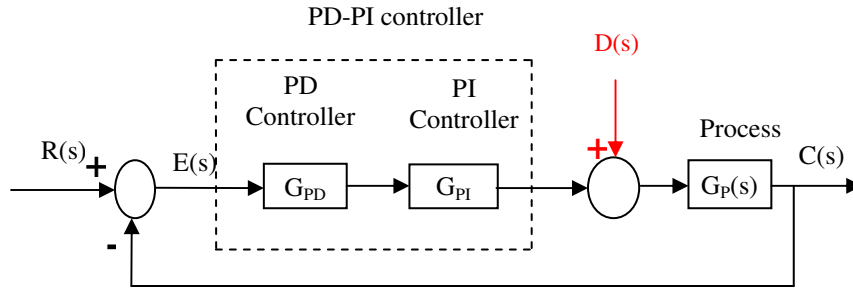 PD-PI controller
D(s)
PD
Controller
PI
Controller
Process
R(s)
+
E(s)
G_PD
G_PI
+
G_P(s)
C(s)
-